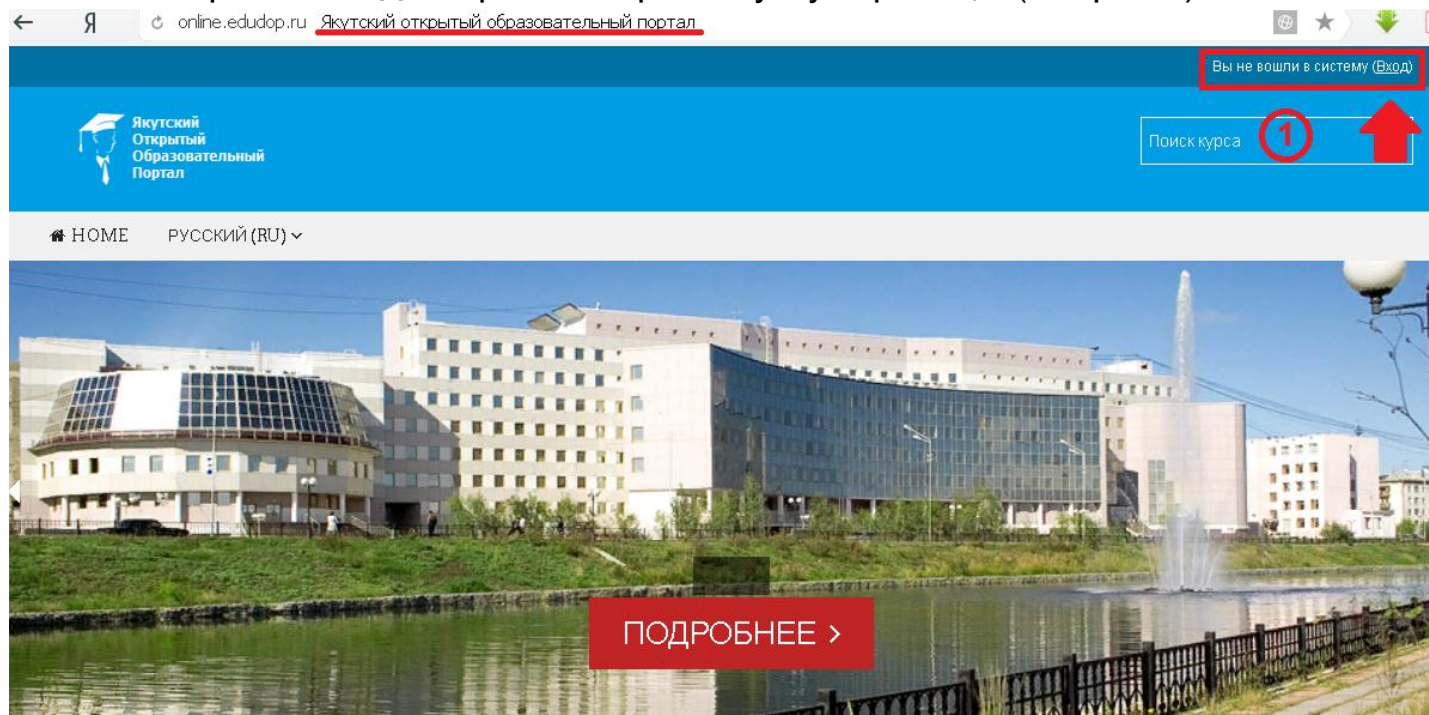 Я online.edudop.ru Якутский открытый образовательный портал
Вы не вошли в систему (Вход)
Якутский
Открытый
Образовательный
Портал
Поиск курса
1
HOME РУССКИЙ (RU)
ПОДРОБНЕЕ >